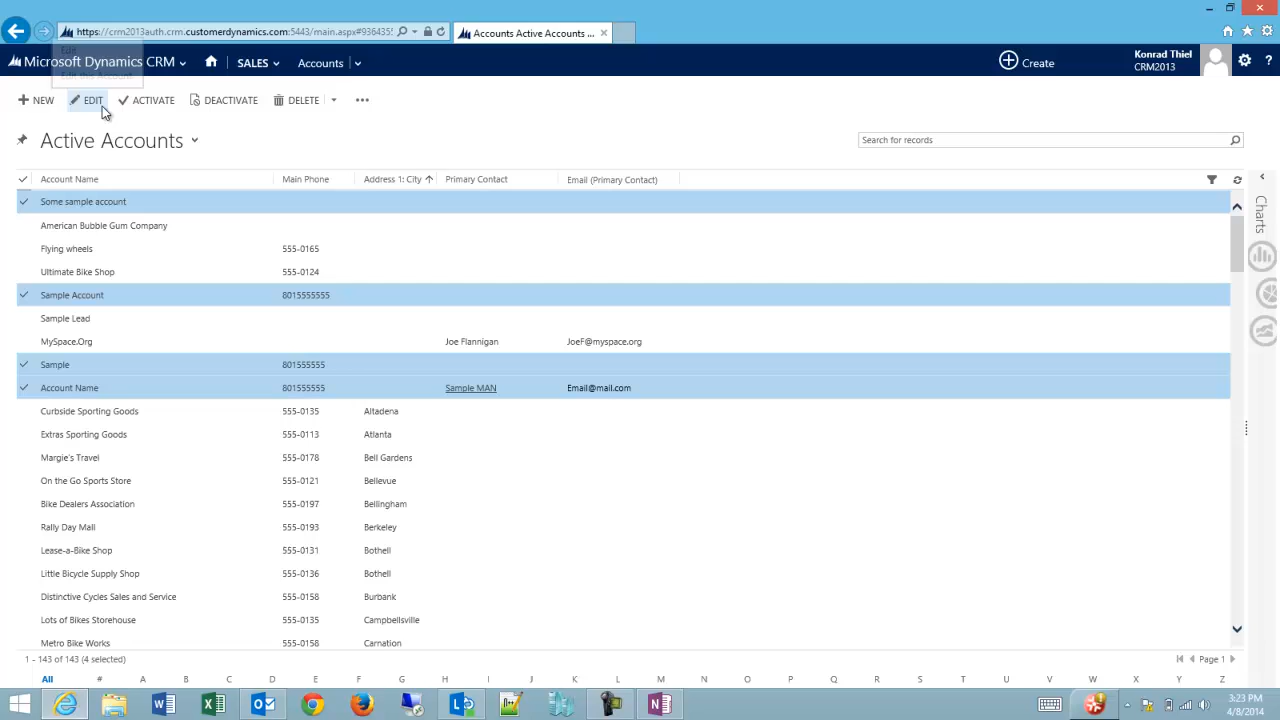 https://crm2013auth.crm.customerdynamics.com:5443/main.aspx#936435
Accounts Active Accounts ...
Edit
Edit this Account
Microsoft Dynamics CRM
SALES
Accounts
Create
Konrad Thiel
CRM2013
?
NEW
EDIT
ACTIVATE
DEACTIVATE
DELETE
Active Accounts
Search for records
Account Name Main Phone Address 1: City Primary Contact Email (Primary Contact)
Some sample account
American Bubble Gum Company
Flying wheels 555-0165
Ultimate Bike Shop 555-0124
Sample Account 8015555555
Sample Lead
MySpace.Org Joe Flannigan JoeF@myspace.org
Sample 801555555
Account Name 801555555 Sample MAN Email@mail.com
Curbside Sporting Goods 555-0135 Altadena
Extras Sporting Goods 555-0113 Atlanta
Margie's Travel 555-0178 Bell Gardens
On the Go Sports Store 555-0121 Bellevue
Bike Dealers Association 555-0197 Bellingham
Rally Day Mall 555-0193 Berkeley
Lease-a-Bike Shop 555-0131 Bothell
Little Bicycle Supply Shop 555-0136 Bothell
Distinctive Cycles Sales and Service 555-0158 Burbank
Lots of Bikes Storehouse 555-0135 Campbellsville
Metro Bike Works 555-0158 Carnation
Charts
1 - 143 of 143 (4 selected)
Page 1
All # A B C D E F G H I J K L M N O P Q R S T U V W X Y Z
3:23 PM
4/8/2014